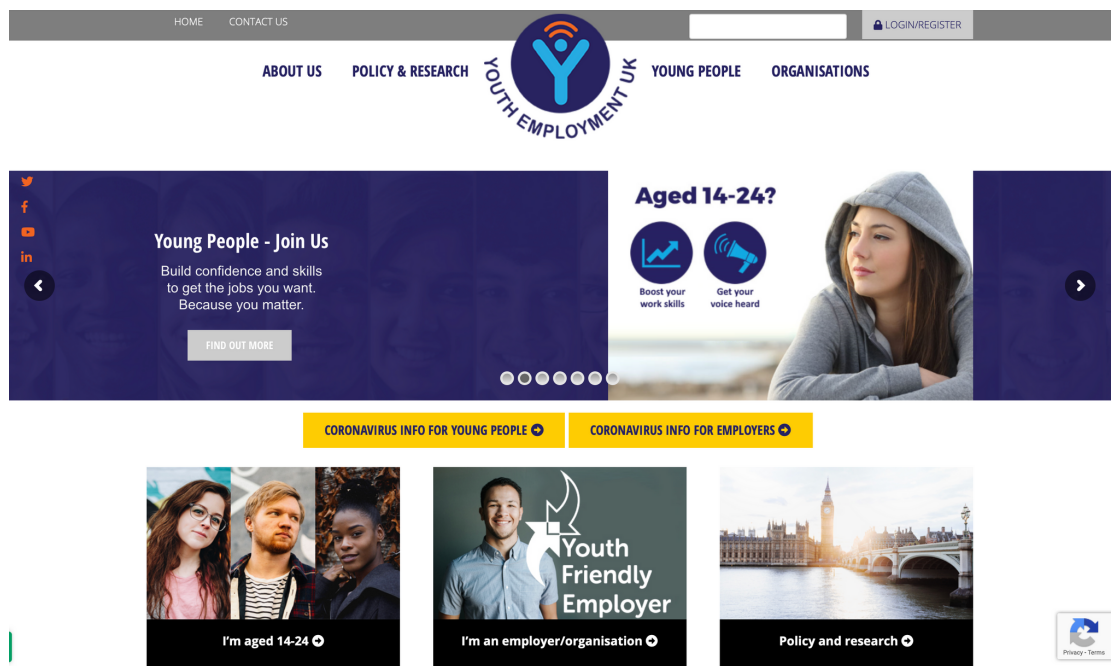 HOME CONTACT US
LOGIN/REGISTER
ABOUT US POLICY & RESEARCH YOUNG PEOPLE ORGANISATIONS
YOUTH EMPLOYMENT UK
Young People - Join Us
Build confidence and skills
to get the jobs you want.
Because you matter.
FIND OUT MORE
Aged 14-24?
Boost your
work skills
Get your
voice heard
CORONAVIRUS INFO FOR YOUNG PEOPLE
CORONAVIRUS INFO FOR EMPLOYERS
Youth
Friendly
Employer
I'm aged 14-24
I'm an employer/organisation
Policy and research
Privacy - Terms